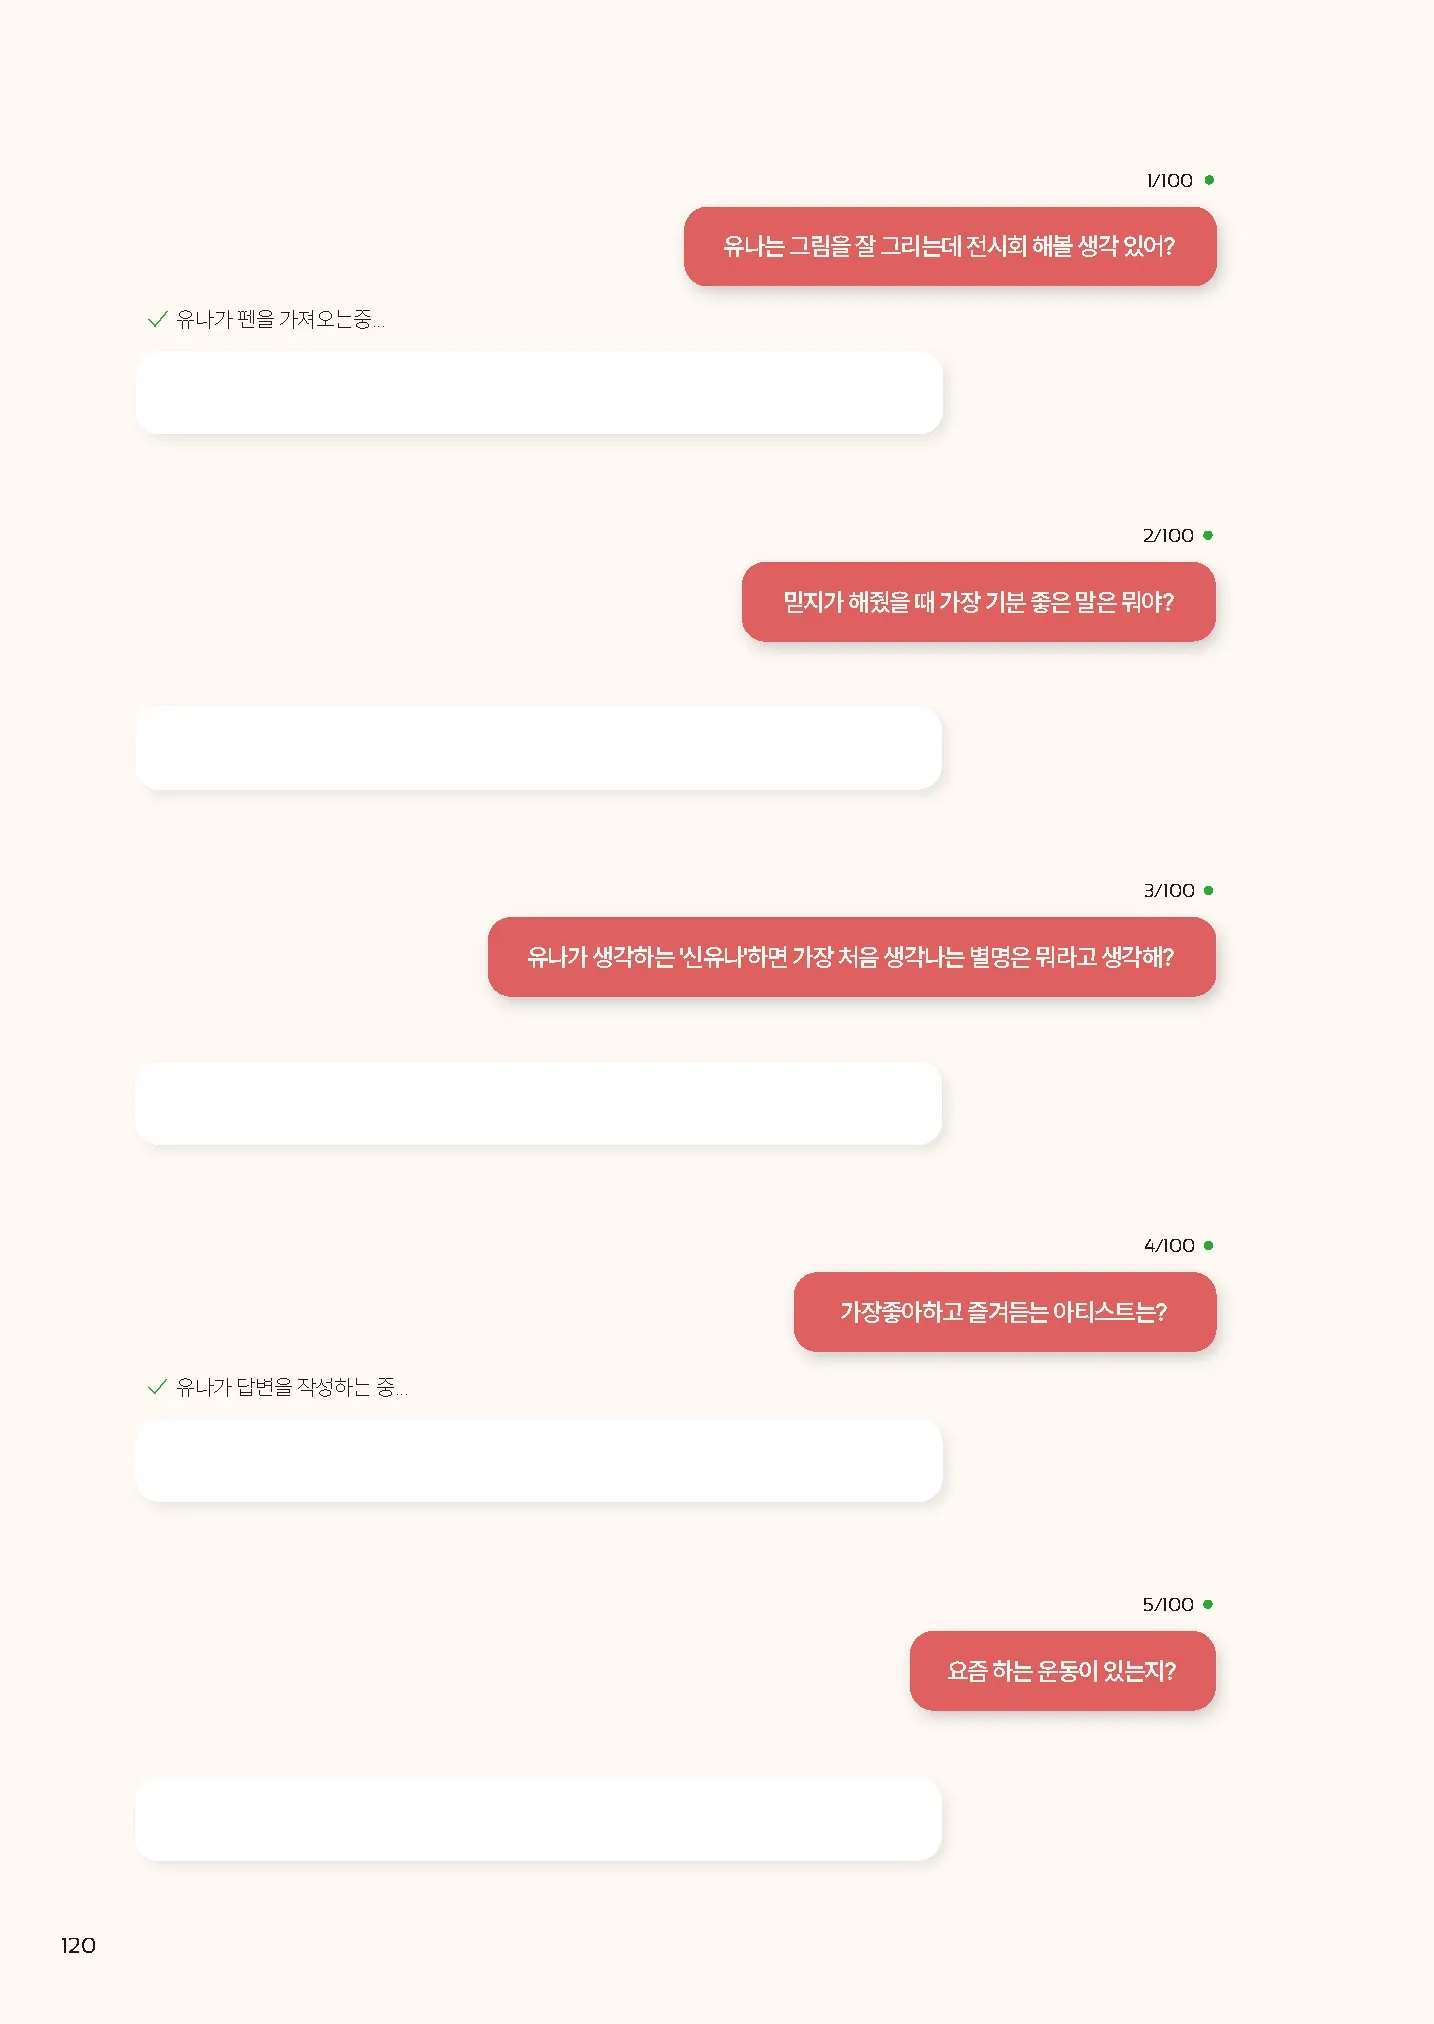 1/100
유나는 그림을 잘 그리는데 전시회 해볼 생각 있어?
유나가 펜을 가져오는중...
2/100
믿지가 해줬을 때 가장 기분 좋은 말은 뭐야?
3/100
유나가 생각하는 '신유나'하면 가장 처음 생각나는 별명은 뭐라고 생각해?
4/100
가장좋아하고 즐겨듣는 아티스트는?
유나가 답변을 작성하는 중...
5/100
요즘 하는 운동이 있는지?
120